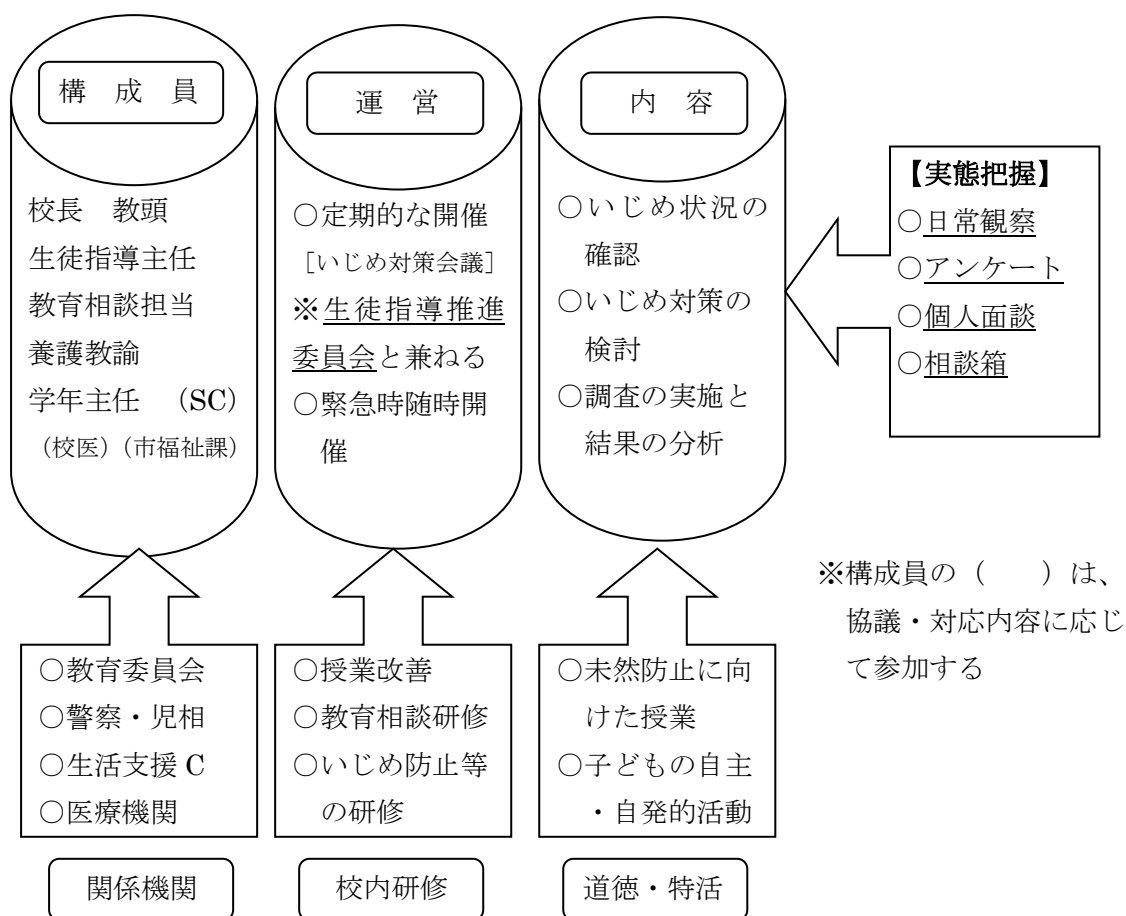 構　成　員
校長　教頭
生徒指導主任
教育相談担当
養護教諭
学年主任　（SC）
（校医）（市福祉課）
運　営
○定期的な開催
［いじめ対策会議］
※生徒指導推進
委員会と兼ねる
○緊急時随時開
催
内　容
○いじめ状況の
確認
○いじめ対策の
検討
○調査の実施と
結果の分析
【実態把握】
○日常観察
○アンケート
○個人面談
○相談箱
※構成員の（　　）は、
協議・対応内容に応じ
て参加する
○教育委員会
○警察・児相
○生活支援 C
○医療機関
関係機関
○授業改善
○教育相談研修
○いじめ防止等
の研修
校内研修
○未然防止に向
けた授業
○子どもの自主
・自発的活動
道徳・特活